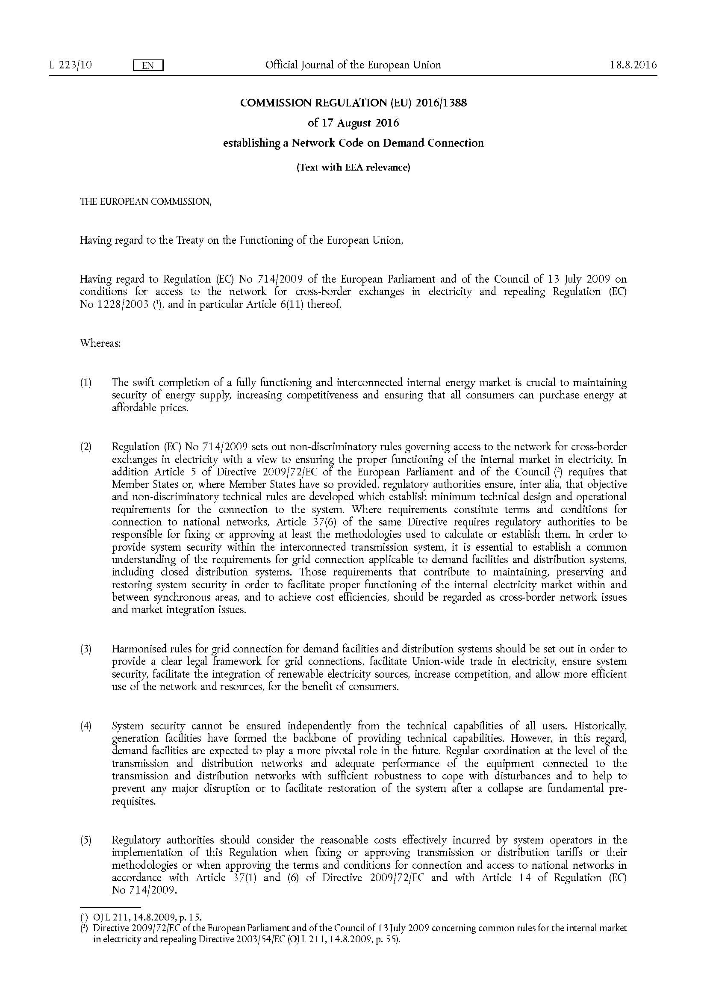 L 223/10 EN Official Journal of the European Union 18.8.2016
COMMISSION REGULATION (EU) 2016/1388
of 17 August 2016
establishing a Network Code on Demand Connection
(Text with EEA relevance)
THE EUROPEAN COMMISSION,
Having regard to the Treaty on the Functioning of the European Union,
Having regard to Regulation (EC) No 714/2009 of the European Parliament and of the Council of 13 July 2009 on
conditions for access to the network for cross-border exchanges in electricity and repealing Regulation (EC)
No 1228/2003 (¹), and in particular Article 6(11) thereof,
Whereas:
(1) The swift completion of a fully functioning and interconnected internal energy market is crucial to maintaining
security of energy supply, increasing competitiveness and ensuring that all consumers can purchase energy at
affordable prices.
(2) Regulation (EC) No 714/2009 sets out non-discriminatory rules governing access to the network for cross-border
exchanges in electricity with a view to ensuring the proper functioning of the internal market in electricity. In
addition Article 5 of Directive 2009/72/EC of the European Parliament and of the Council (²) requires that
Member States or, where Member States have so provided, regulatory authorities ensure, inter alia, that objective
and non-discriminatory technical rules are developed which establish minimum technical design and operational
requirements for the connection to the system. Where requirements constitute terms and conditions for
connection to national networks, Article 37(6) of the same Directive requires regulatory authorities to be
responsible for fixing or approving at least the methodologies used to calculate or establish them. In order to
provide system security within the interconnected transmission system, it is essential to establish a common
understanding of the requirements for grid connection applicable to demand facilities and distribution systems,
including closed distribution systems. Those requirements that contribute to maintaining, preserving and
restoring system security in order to facilitate proper functioning of the internal electricity market within and
between synchronous areas, and to achieve cost efficiencies, should be regarded as cross-border network issues
and market integration issues.
(3) Harmonised rules for grid connection for demand facilities and distribution systems should be set out in order to
provide a clear legal framework for grid connections, facilitate Union-wide trade in electricity, ensure system
security, facilitate the integration of renewable electricity sources, increase competition, and allow more efficient
use of the network and resources, for the benefit of consumers.
(4) System security cannot be ensured independently from the technical capabilities of all users. Historically,
generation facilities have formed the backbone of providing technical capabilities. However, in this regard,
demand facilities are expected to play a more pivotal role in the future. Regular coordination at the level of the
transmission and distribution networks and adequate performance of the equipment connected to the
transmission and distribution networks with sufficient robustness to cope with disturbances and to help to
prevent any major disruption or to facilitate restoration of the system after a collapse are fundamental pre-
requisites.
(5) Regulatory authorities should consider the reasonable costs effectively incurred by system operators in the
implementation of this Regulation when fixing or approving transmission or distribution tariffs or their
methodologies or when approving the terms and conditions for connection and access to national networks in
accordance with Article 37(1) and (6) of Directive 2009/72/EC and with Article 14 of Regulation (EC)
No 714/2009.
(¹) OJ L 211, 14.8.2009, p. 15.
(²) Directive 2009/72/EC of the European Parliament and of the Council of 13 July 2009 concerning common rules for the internal market
in electricity and repealing Directive 2003/54/EC (OJ L 211, 14.8.2009, p. 55).